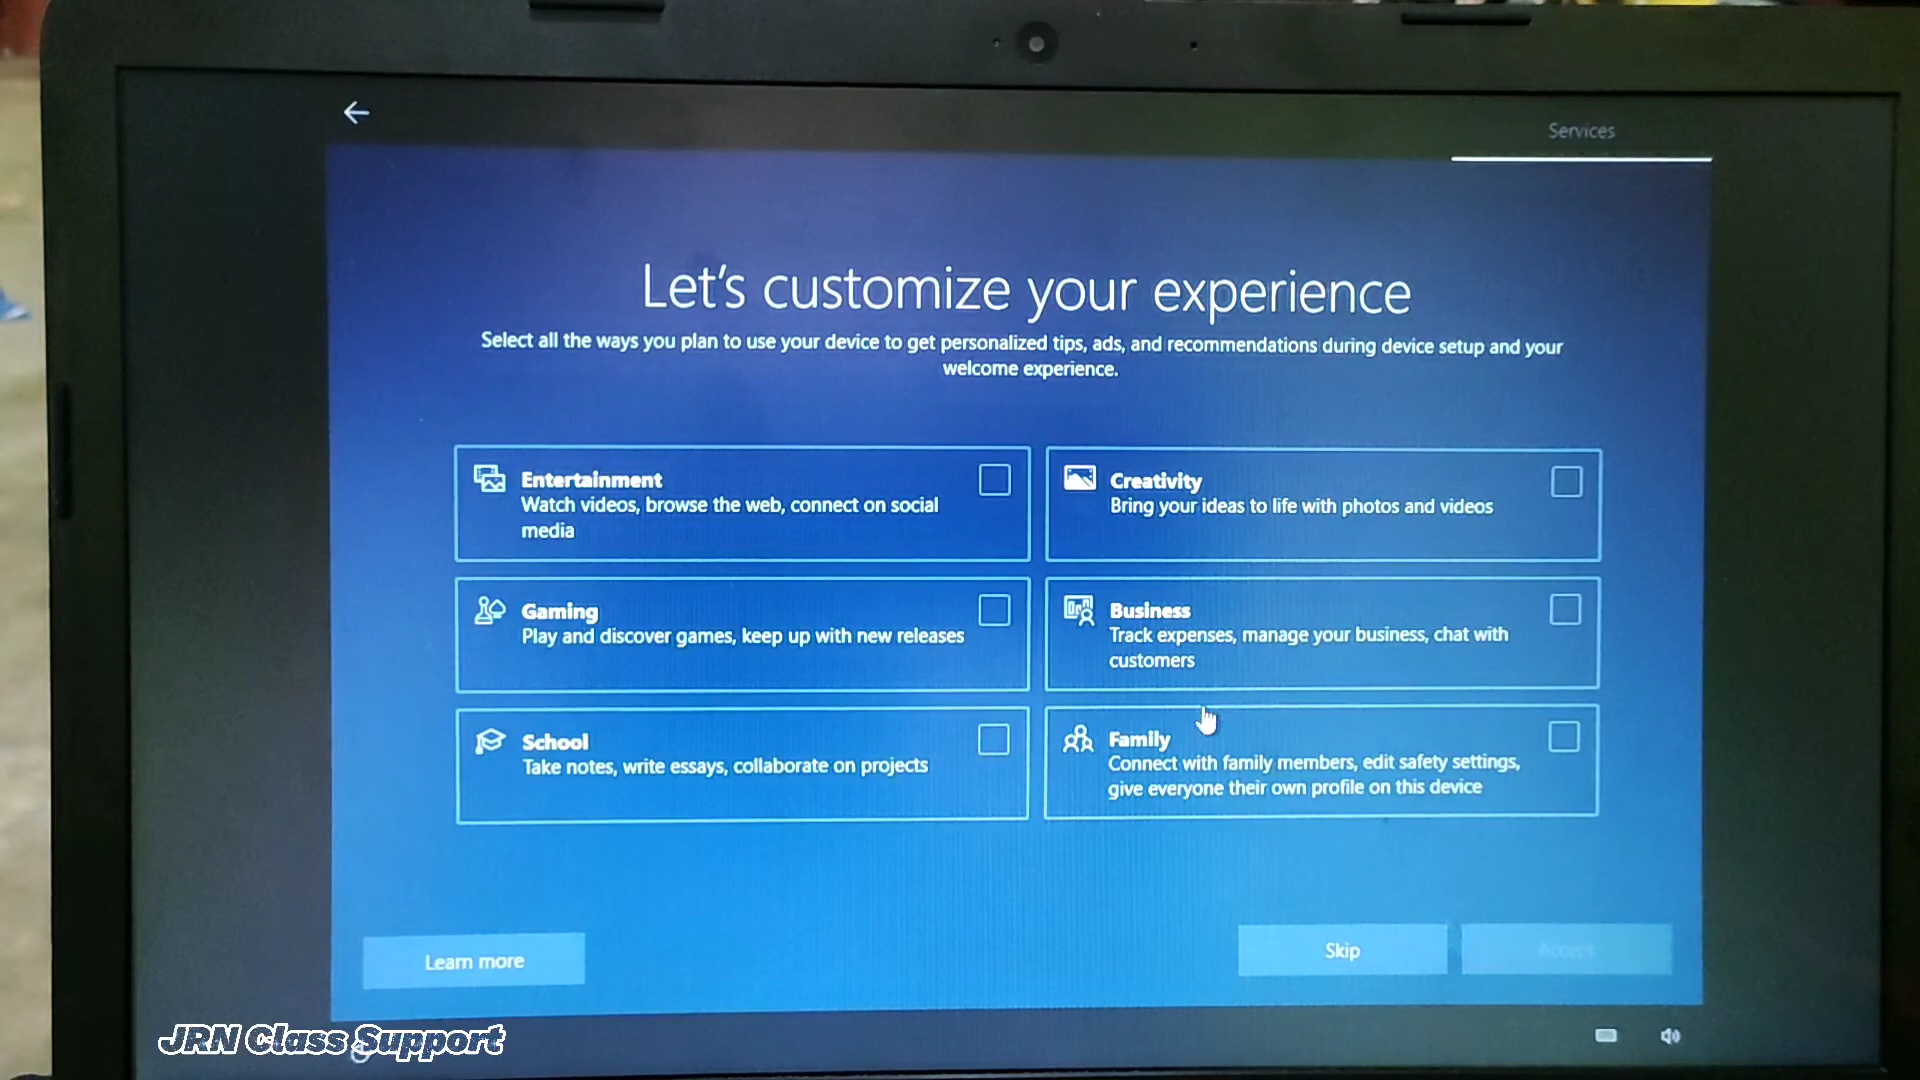 Services
Let's customize your experience
Select all the ways you plan to use your device to get personalized tips, ads, and recommendations during device setup and your
welcome experience.
Entertainment
Watch videos, browse the web, connect on social
media
Creativity
Bring your ideas to life with photos and videos
Gaming
Play and discover games, keep up with new releases
Business
Track expenses, manage your business, chat with
customers
School
Take notes, write essays, collaborate on projects
Family
Connect with family members, edit safety settings,
give everyone their own profile on this device
Learn more
Skip
Accept
JRN Class Support